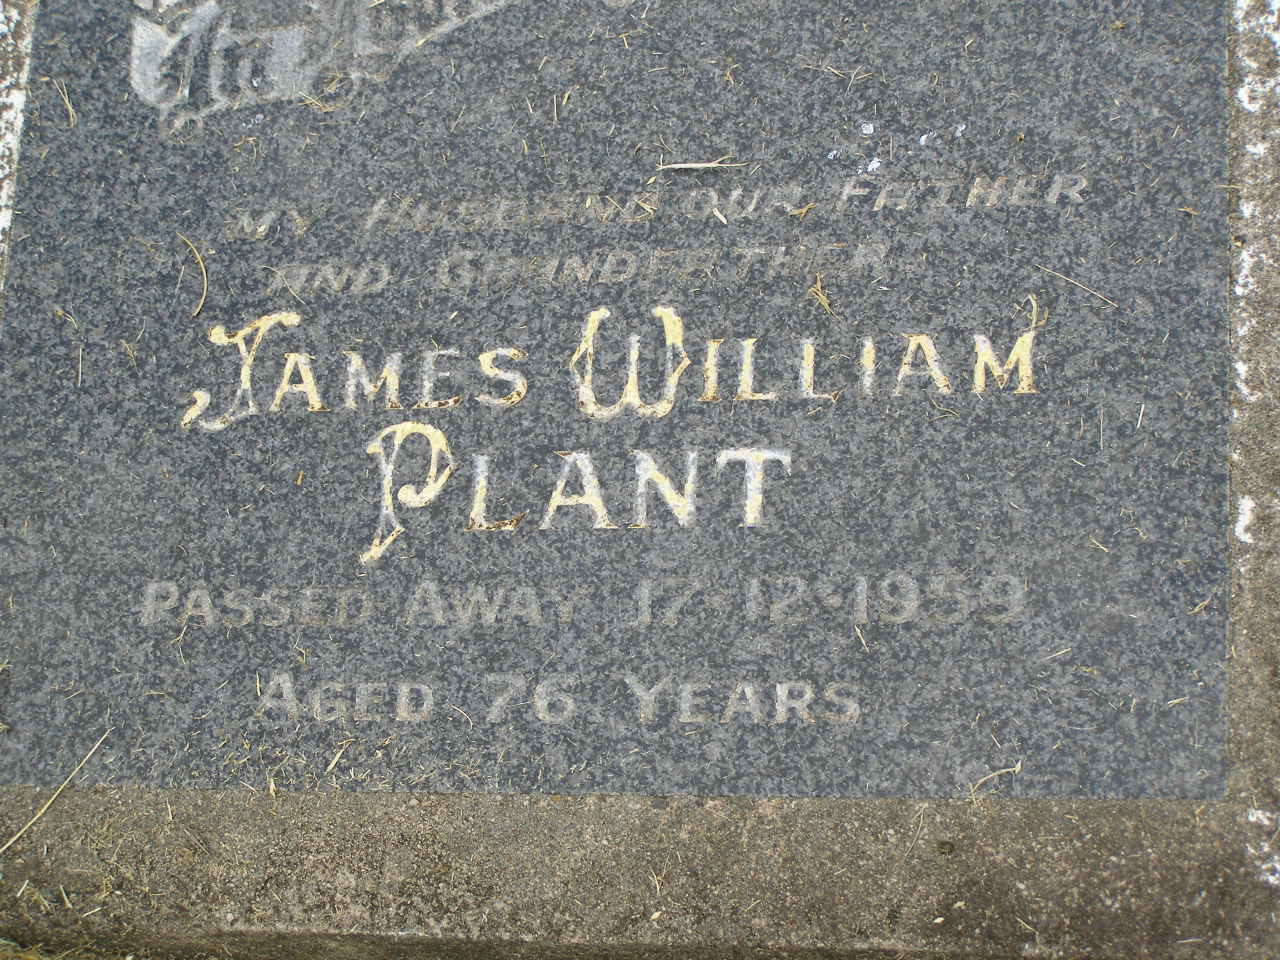 MY HUSBAND OUR FATHER
AND GRANDFATHER
JAMES WILLIAM
PLANT
PASSED AWAY 17·12·1959
AGED 76 YEARS